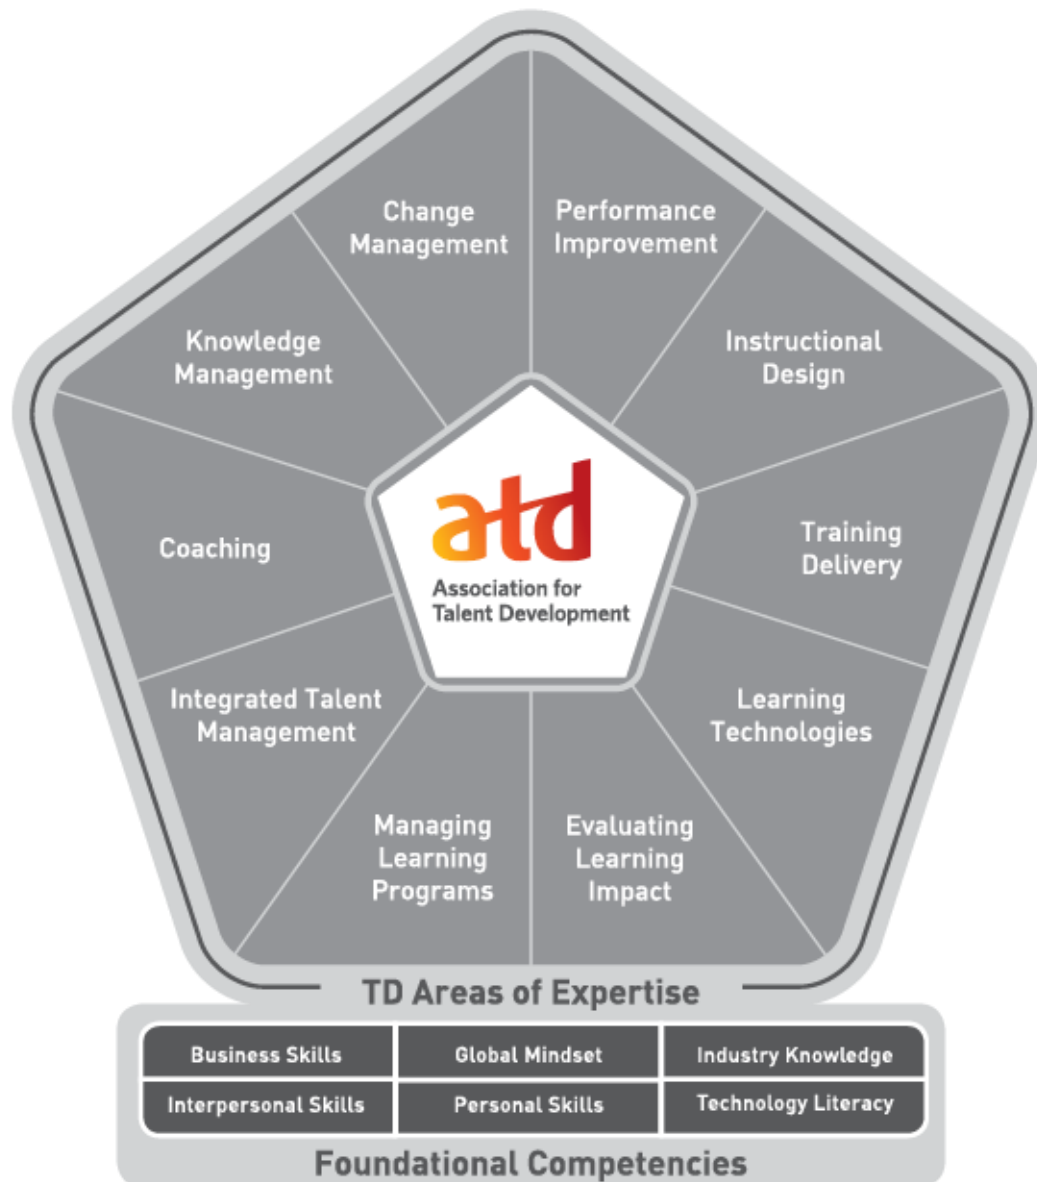 Change
Management
Performance
Improvement
Knowledge
Management
Instructional
Design
Coaching
atd
Association for
Talent Development
Training
Delivery
Integrated Talent
Management
Learning
Technologies
Managing
Learning
Programs
Evaluating
Learning
Impact
TD Areas of Expertise
Business Skills
Global Mindset
Industry Knowledge
Interpersonal Skills
Personal Skills
Technology Literacy
Foundational Competencies